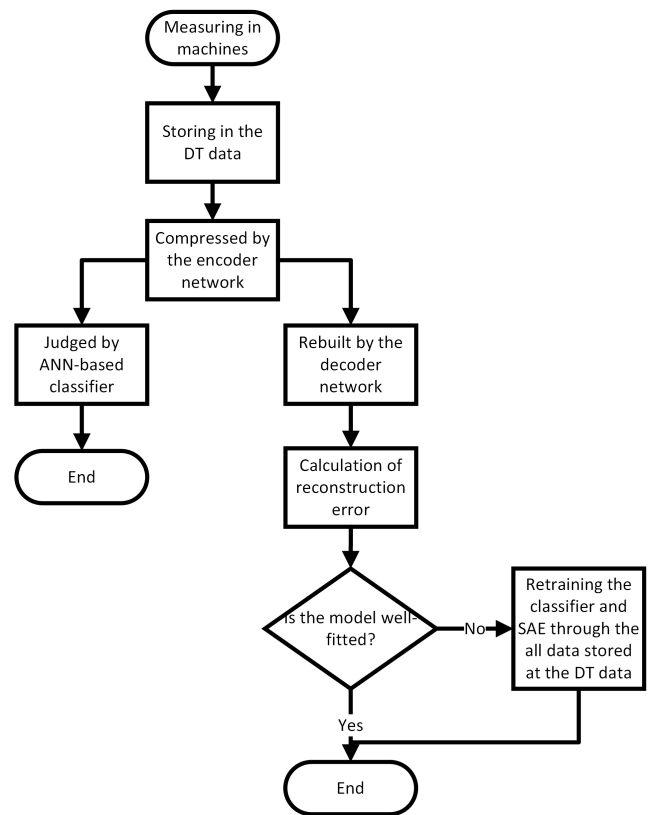 Measuring in
machines
Storing in the
DT data
Compressed by
the encoder
network
Judged by
ANN-based
classifier
End
Rebuilt by the
decoder
network
Calculation of
reconstruction
error
Is the model well-
fitted?
No
Retraining the
classifier and
SAE through the
all data stored
at the DT data
Yes
End